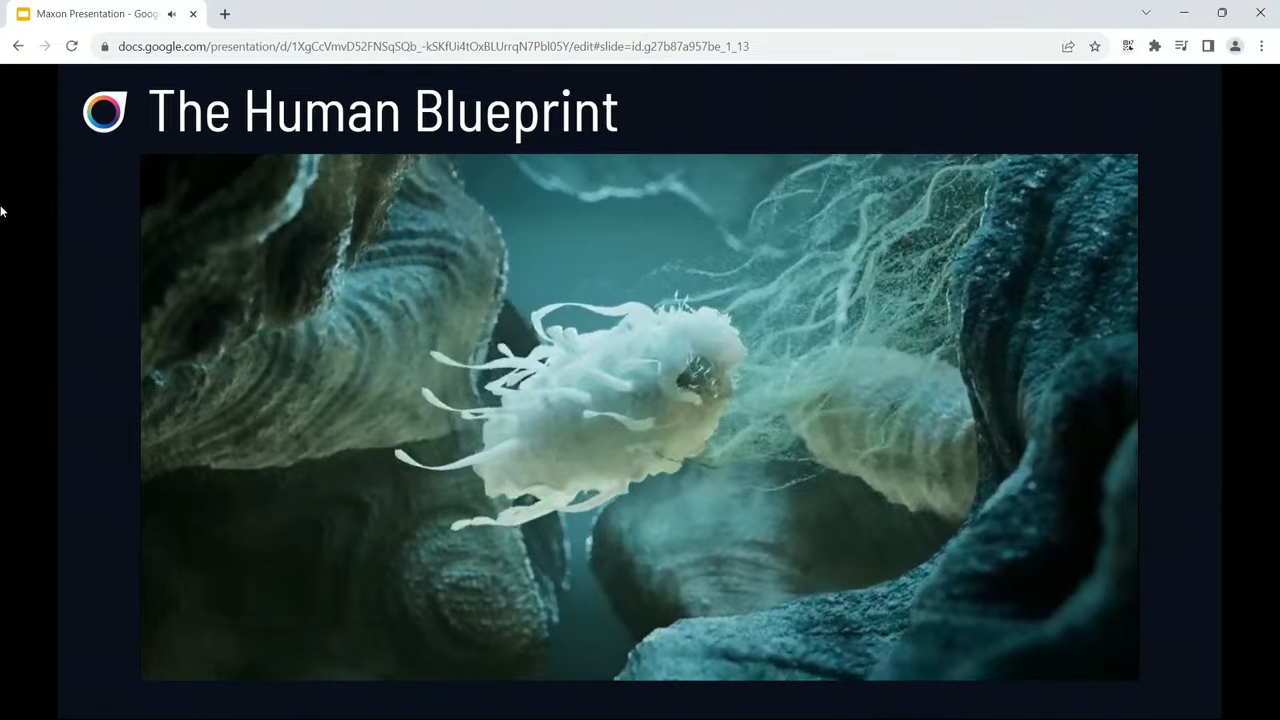 Maxon Presentation - Goog
docs.google.com/presentation/d/1XgCcVmvD52FNSqSQb_-kSKfUi4tOxBLUrrqN7Pbl05Y/edit#slide=id.g27b87a957be_1_13
The Human Blueprint